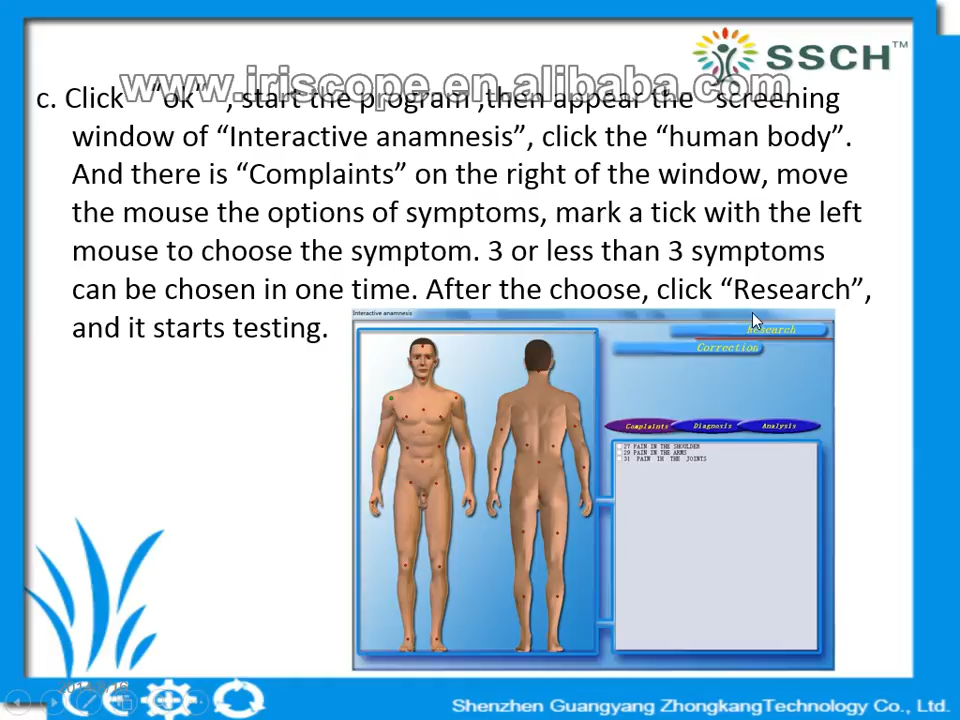 SSCH™
www.iriscope.en.alibaba.com
c. Click “ok” , start the program ,then appear the “screening
window of “Interactive anamnesis”, click the “human body”.
And there is “Complaints” on the right of the window, move
the mouse the options of symptoms, mark a tick with the left
mouse to choose the symptom. 3 or less than 3 symptoms
can be chosen in one time. After the choose, click “Research”,
and it starts testing.
Interactive anamnesis
Research
Correction
Complaints Diagnosis Analysis
27 PAIN IN THE SHOULDER
29 PAIN IN THE ARMS
31 PAIN IN THE JOINTS
Shenzhen Guangyang ZhongkangTechnology Co., Ltd.